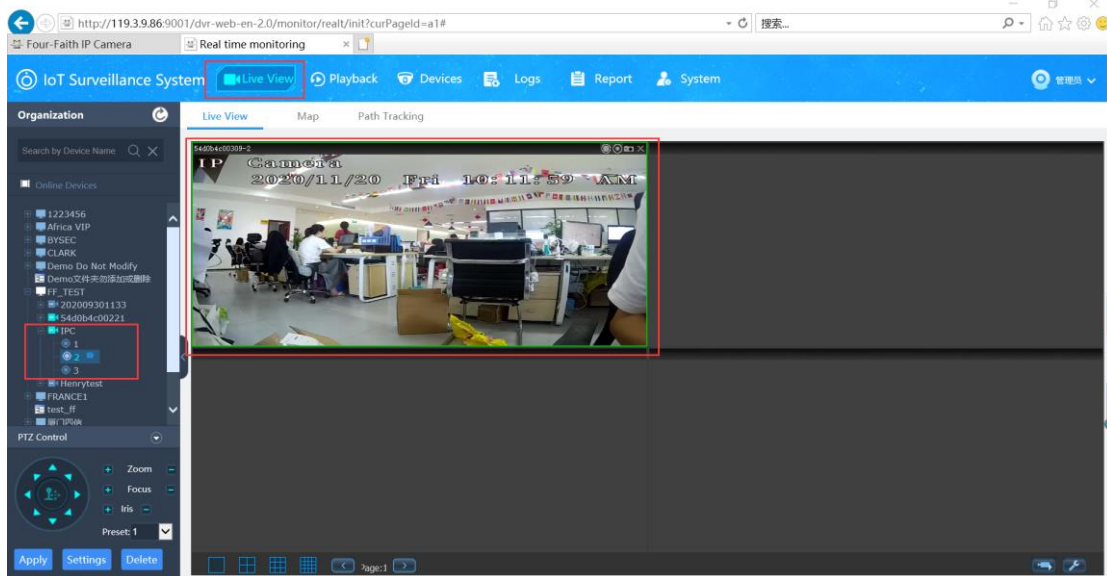 http://119.3.9.86:9001/dvr-web-en-2.0/monitor/realt/init?curPageId=a1#
搜索...
Four-Faith IP Camera
Real time monitoring
IoT Surveillance System
Live View
Playback
Devices
Logs
Report
System
管理员
Organization
Live View
Map
Path Tracking
Search by Device Name
54d0b4c00309-2
IP Camera
2020/11/20 Fri 10:11:59 AM
Online Devices
1223456
Africa VIP
BYSEC
CLARK
Demo Do Not Modify
Demo文件夹勿添加或删除
FF_TEST
202009301133
54d0b4c00221
IPC
1
2
3
Henrytest
FRANCE1
test_ff
PTZ Control
Zoom
Focus
Iris
Preset: 1
Apply
Settings
Delete
Page:1